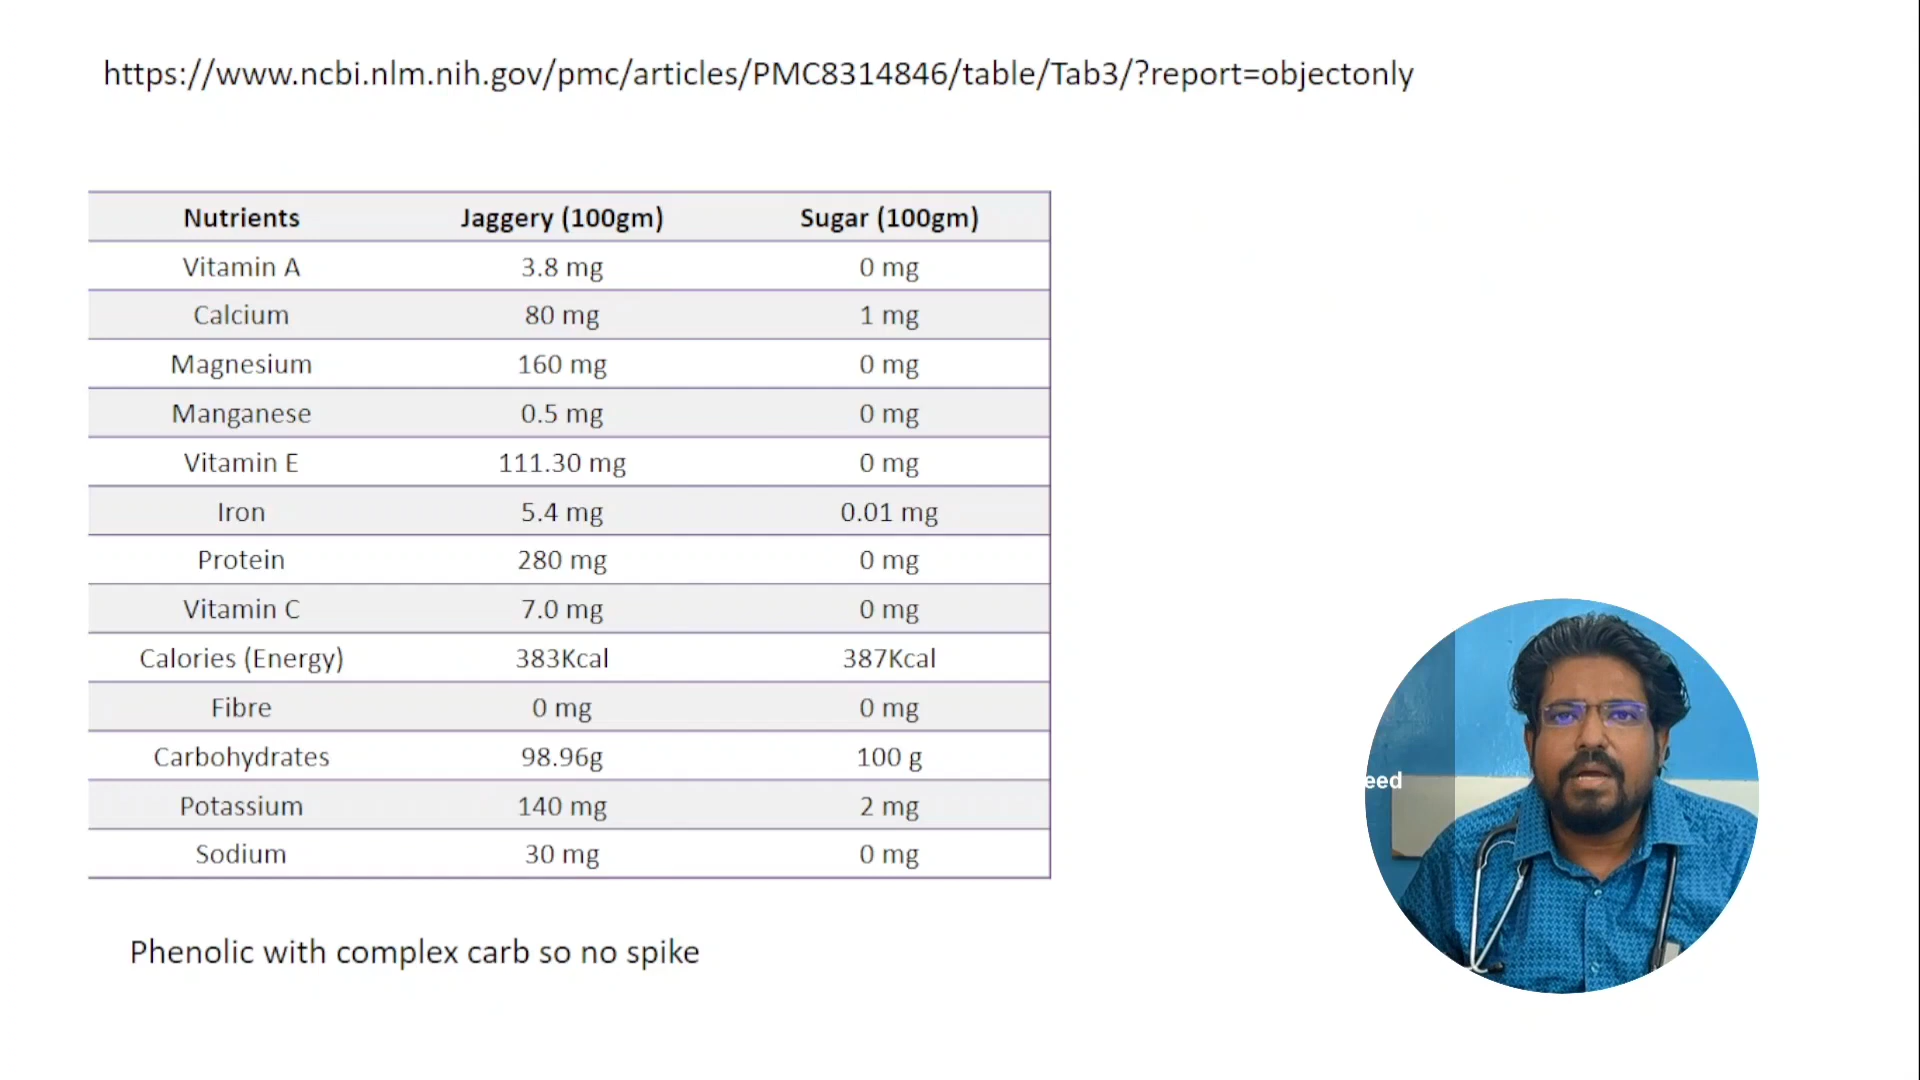 https://www.ncbi.nlm.nih.gov/pmc/articles/PMC8314846/table/Tab3/?report=objectonly
Nutrients Jaggery (100gm) Sugar (100gm)
Vitamin A 3.8 mg 0 mg
Calcium 80 mg 1 mg
Magnesium 160 mg 0 mg
Manganese 0.5 mg 0 mg
Vitamin E 111.30 mg 0 mg
Iron 5.4 mg 0.01 mg
Protein 280 mg 0 mg
Vitamin C 7.0 mg 0 mg
Calories (Energy) 383Kcal 387Kcal
Fibre 0 mg 0 mg
Carbohydrates 98.96g 100 g
Potassium 140 mg 2 mg
Sodium 30 mg 0 mg
eed
Phenolic with complex carb so no spike